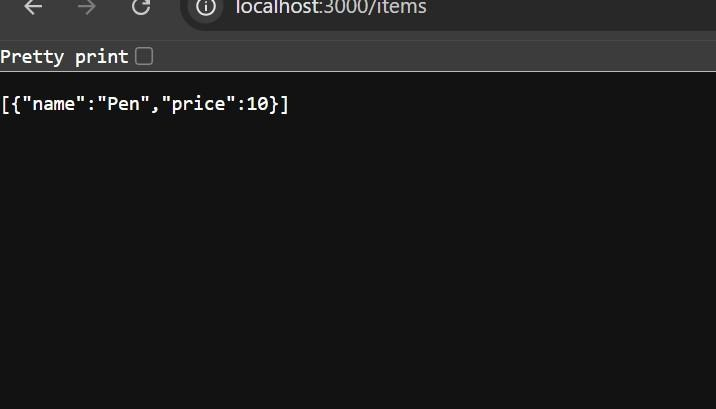 localhost:3000/items
Pretty print
[{"name":"Pen","price":10}]